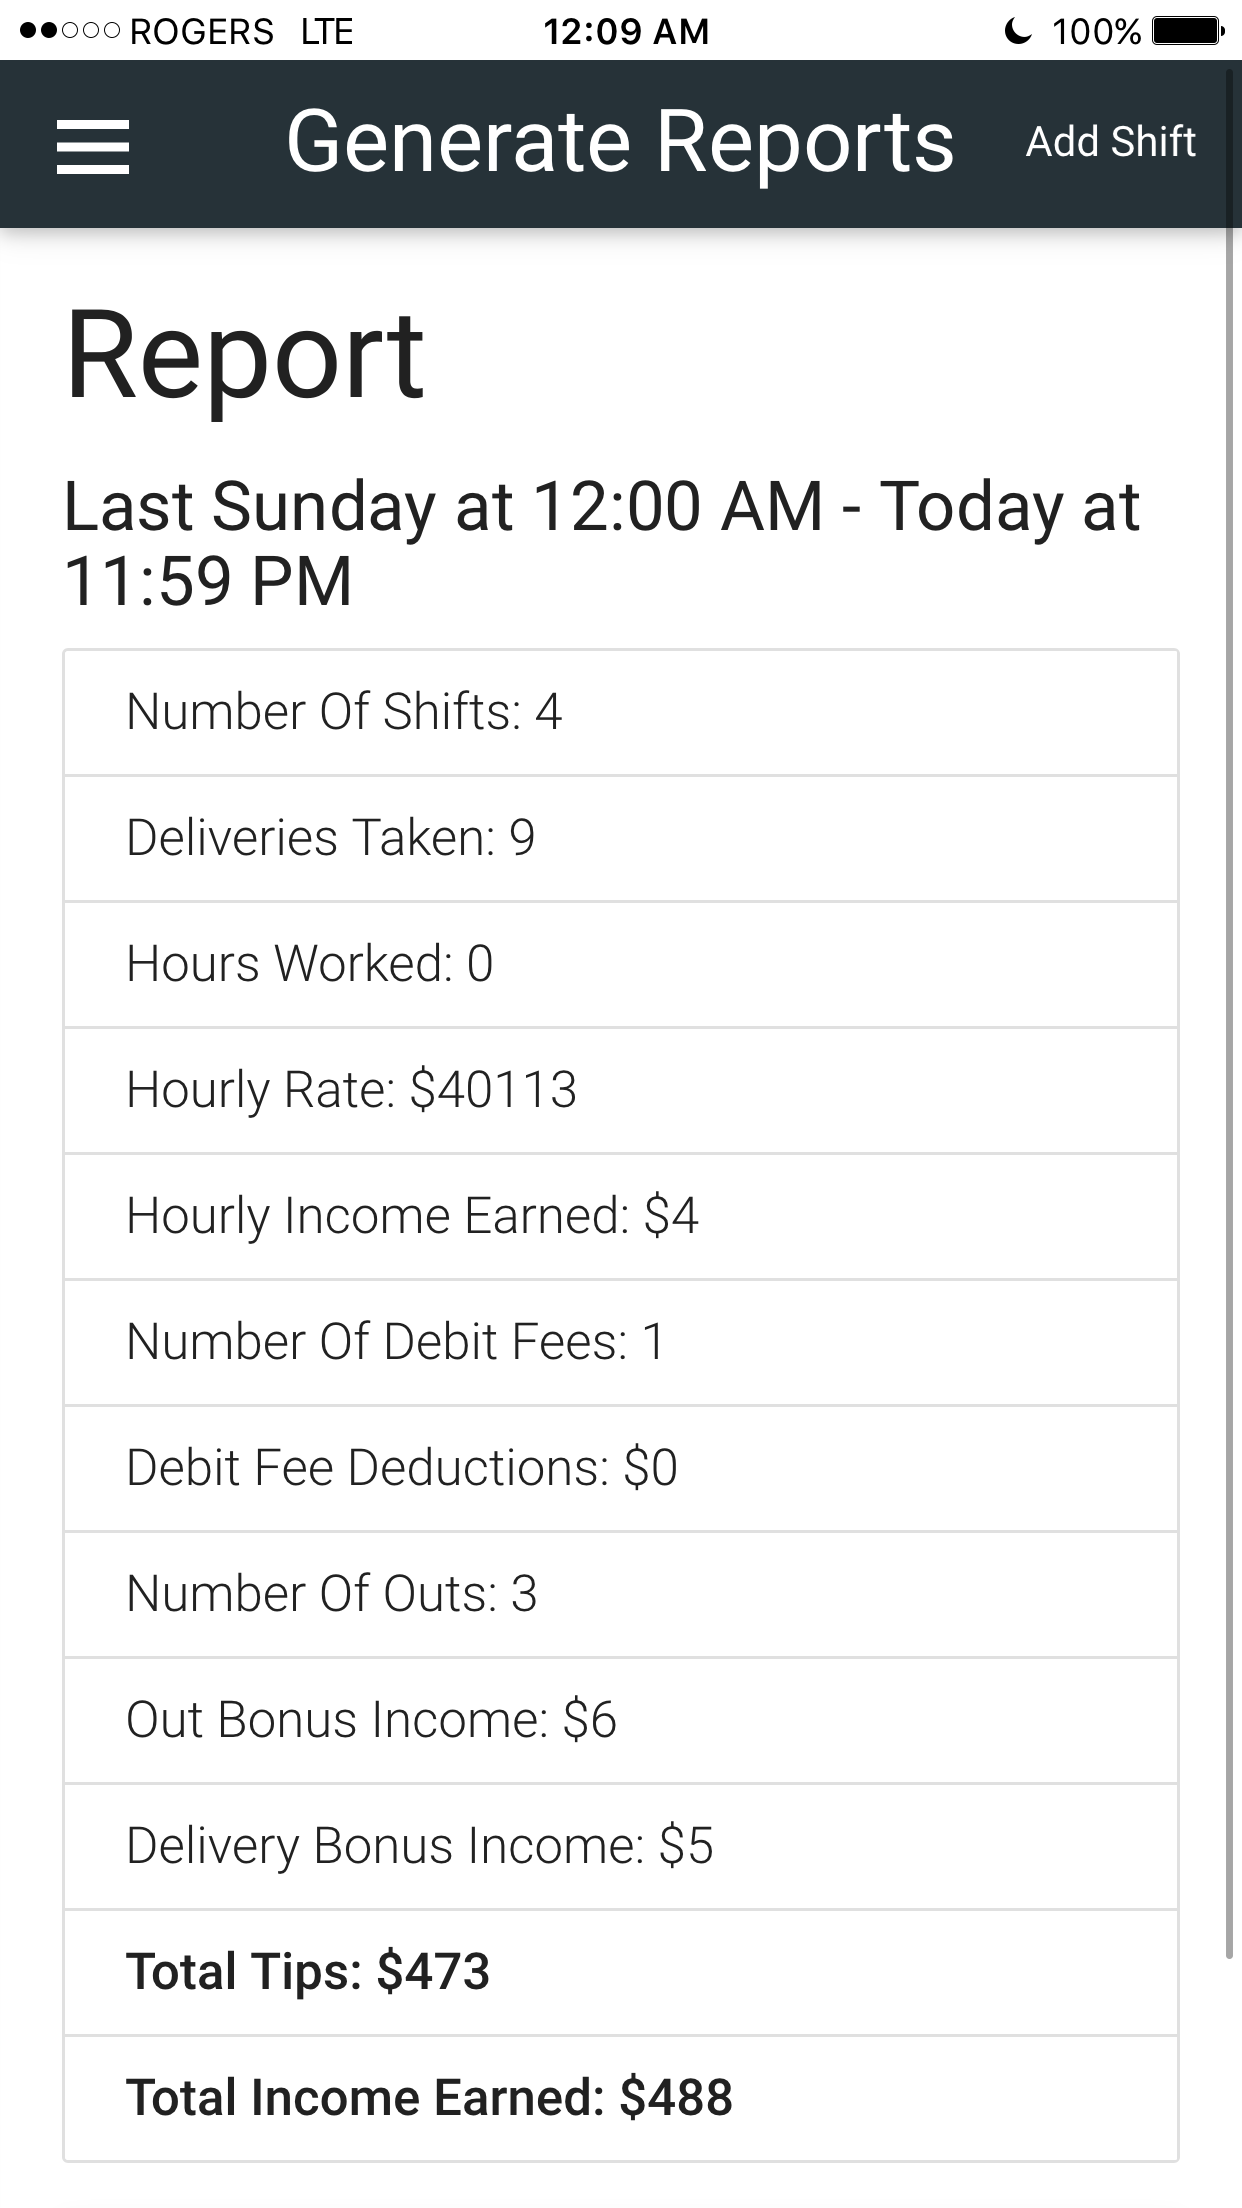 ROGERS LTE 12:09 AM 100%
Generate Reports Add Shift
Report
Last Sunday at 12:00 AM - Today at
11:59 PM
Number Of Shifts: 4
Deliveries Taken: 9
Hours Worked: 0
Hourly Rate: $40113
Hourly Income Earned: $4
Number Of Debit Fees: 1
Debit Fee Deductions: $0
Number Of Outs: 3
Out Bonus Income: $6
Delivery Bonus Income: $5
Total Tips: $473
Total Income Earned: $488